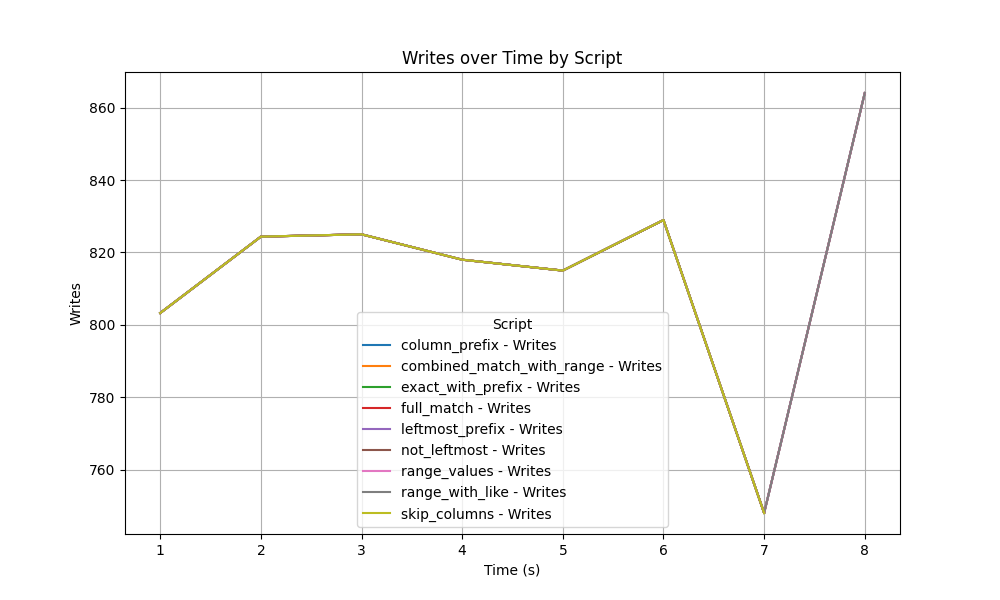 Writes over Time by Script
860
840
820
800
780
760
Writes
Script
column_prefix - Writes
combined_match_with_range - Writes
exact_with_prefix - Writes
full_match - Writes
leftmost_prefix - Writes
not_leftmost - Writes
range_values - Writes
range_with_like - Writes
skip_columns - Writes
1 2 3 4 5 6 7 8
Time (s)